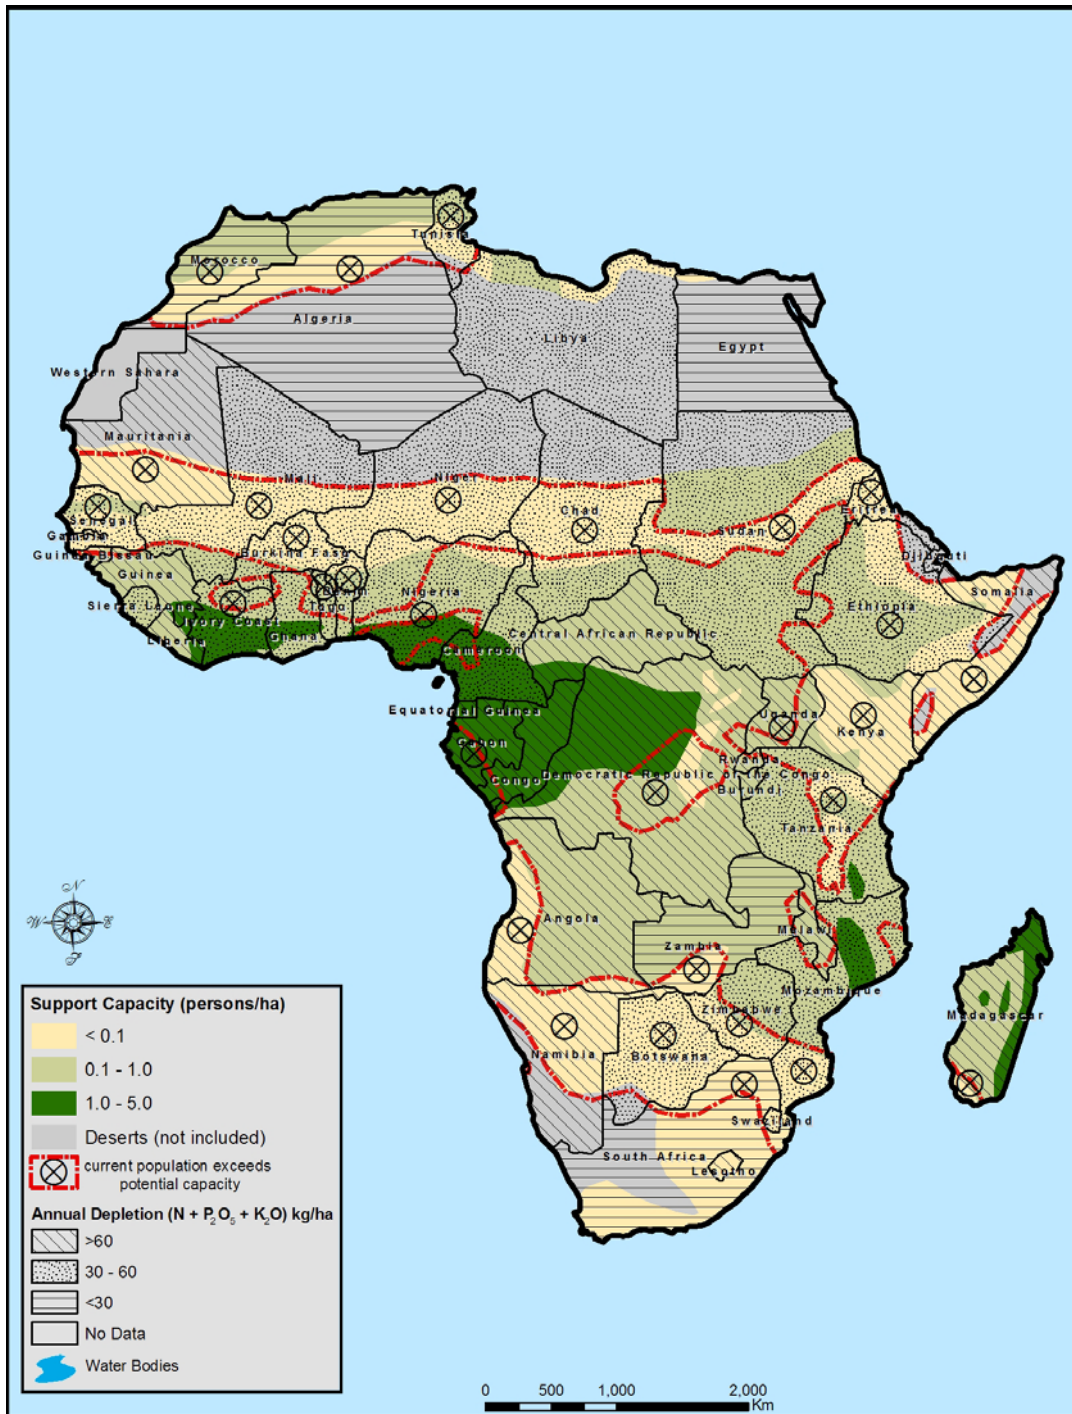 Tunisia
Morocco
Algeria
Libya
Egypt
Western Sahara
Mauritania
Mali
Niger
Chad
Sudan
Eritrea
Senegal
Gambia
Guinea Bissau
Burkina Faso
Djibouti
Guinea
Benin
Nigeria
Somalia
Sierra Leone
Togo
Ethiopia
Ivory Coast
Liberia
Ghana
Central African Republic
Cameroon
Equatorial Guinea
Uganda
Kenya
Gabon
Rwanda
Congo
Democratic Republic of the Congo
Burundi
Tanzania
Angola
Malawi
Zambia
Mozambique
Zimbabwe
Madagascar
Namibia
Botswana
Swaziland
South Africa
Lesotho
N
W
E
S
Support Capacity (persons/ha)
< 0.1
0.1 - 1.0
1.0 - 5.0
Deserts (not included)
current population exceeds
potential capacity
Annual Depletion (N + P2O5 + K2O) kg/ha
>60
30 - 60
<30
No Data
Water Bodies
0 500 1,000 2,000
Km